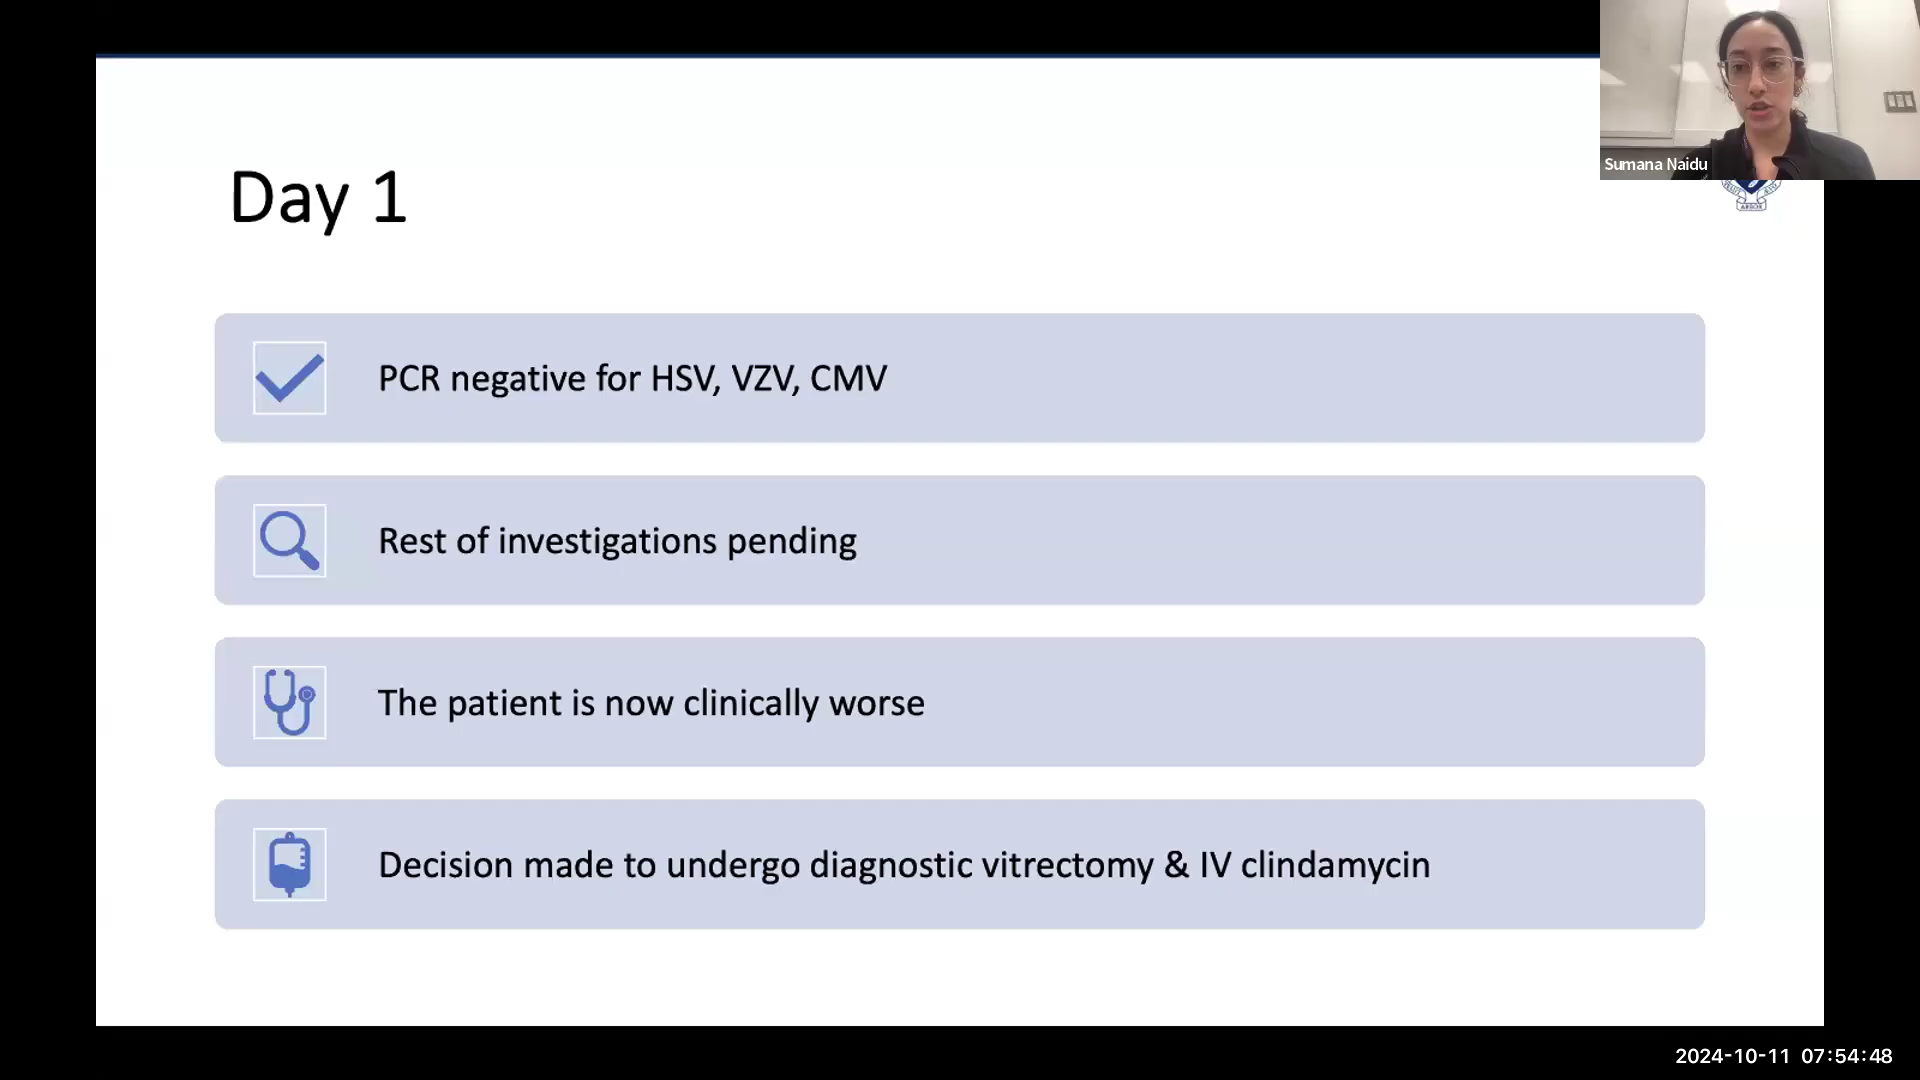 Sumana Naidu
Day 1
PCR negative for HSV, VZV, CMV
Rest of investigations pending
The patient is now clinically worse
Decision made to undergo diagnostic vitrectomy & IV clindamycin
2024-10-11 07:54:48